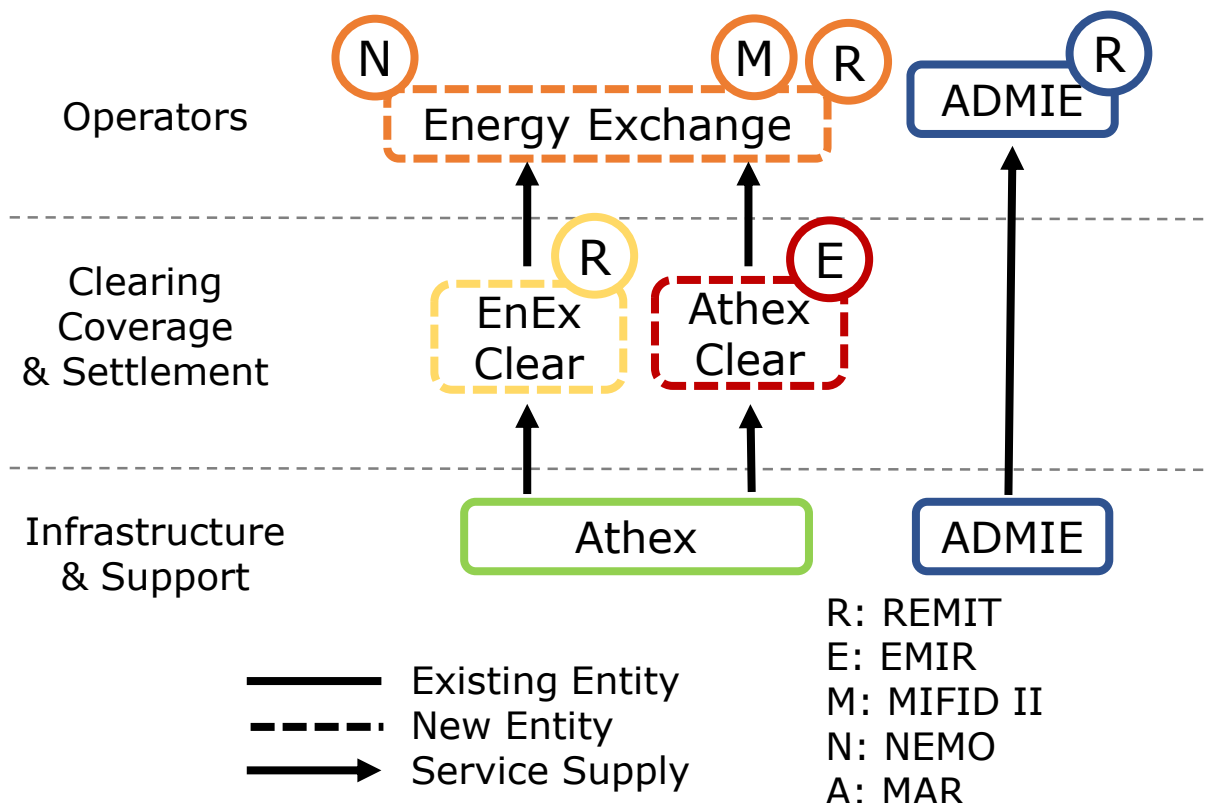 N
M
R
R
Operators
Energy Exchange
ADMIE
R
E
Clearing
Coverage
& Settlement
EnEx
Clear
Athex
Clear
Infrastructure
& Support
Athex
ADMIE
R: REMIT
E: EMIR
M: MIFID II
N: NEMO
A: MAR
Existing Entity
New Entity
Service Supply